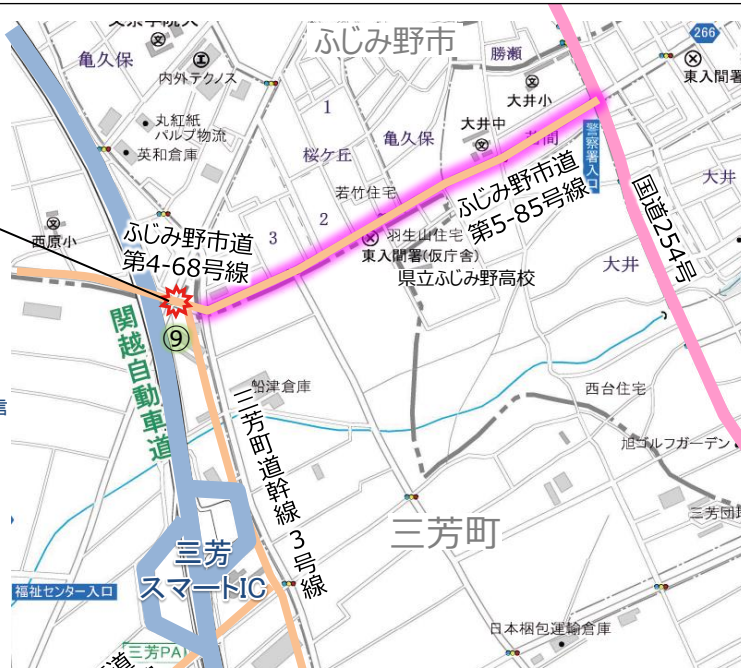 ふじみ野市
266
亀久保
勝瀬
東入間署
内外テクノス
大井小
1
大井中
丸紅紙
パルプ物流
亀久保
英和倉庫
桜ケ丘
警察署入口
大井
若竹住宅
ふじみ野市道
第5-85号線
国道254号
2
西原小
ふじみ野市道
第4-68号線
3
羽生山住宅
東入間署(仮庁舎)
大井
県立ふじみ野高校
⑨
関越自動車道
船津倉庫
西台住宅
三芳町道幹線3号線
旭ゴルフガーデン
三芳町
三芳団地
三芳
スマートIC
福祉センター入口
日本梱包運輸倉庫
三芳PA
道